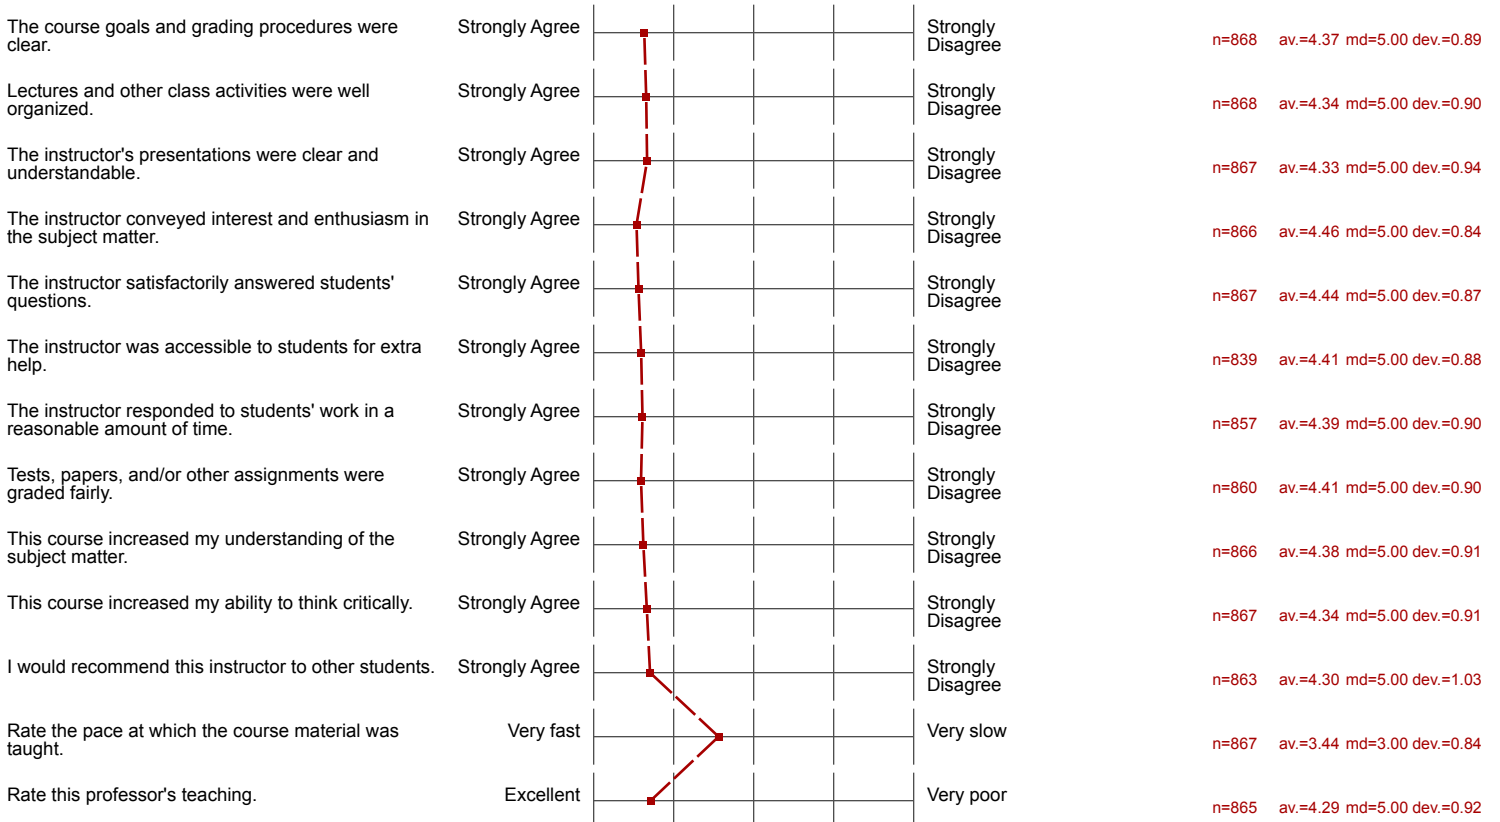 The course goals and grading procedures were
clear.
Strongly Agree
Strongly
Disagree
n=868 av.=4.37 md=5.00 dev.=0.89
Lectures and other class activities were well
organized.
Strongly Agree
Strongly
Disagree
n=868 av.=4.34 md=5.00 dev.=0.90
The instructor's presentations were clear and
understandable.
Strongly Agree
Strongly
Disagree
n=867 av.=4.33 md=5.00 dev.=0.94
The instructor conveyed interest and enthusiasm in
the subject matter.
Strongly Agree
Strongly
Disagree
n=866 av.=4.46 md=5.00 dev.=0.84
The instructor satisfactorily answered students'
questions.
Strongly Agree
Strongly
Disagree
n=867 av.=4.44 md=5.00 dev.=0.87
The instructor was accessible to students for extra
help.
Strongly Agree
Strongly
Disagree
n=839 av.=4.41 md=5.00 dev.=0.88
The instructor responded to students' work in a
reasonable amount of time.
Strongly Agree
Strongly
Disagree
n=857 av.=4.39 md=5.00 dev.=0.90
Tests, papers, and/or other assignments were
graded fairly.
Strongly Agree
Strongly
Disagree
n=860 av.=4.41 md=5.00 dev.=0.90
This course increased my understanding of the
subject matter.
Strongly Agree
Strongly
Disagree
n=866 av.=4.38 md=5.00 dev.=0.91
This course increased my ability to think critically.
Strongly Agree
Strongly
Disagree
n=867 av.=4.34 md=5.00 dev.=0.91
I would recommend this instructor to other students.
Strongly Agree
Strongly
Disagree
n=863 av.=4.30 md=5.00 dev.=1.03
Rate the pace at which the course material was
taught.
Very fast
Very slow
n=867 av.=3.44 md=3.00 dev.=0.84
Rate this professor's teaching.
Excellent
Very poor
n=865 av.=4.29 md=5.00 dev.=0.92